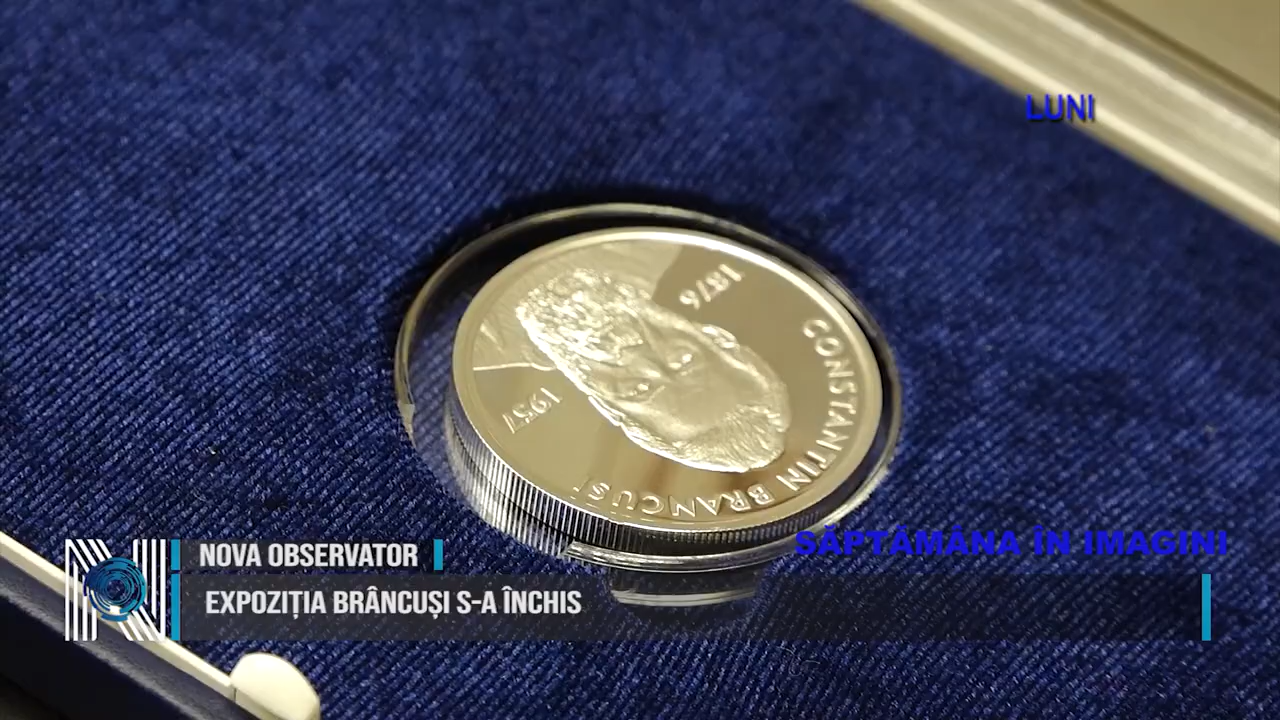 LUNI
1876
CONSTANTIN BRANCUSI
1957
SĂPTĂMÂNA ÎN IMAGINI
NOVA OBSERVATOR
EXPOZIȚIA BRÂNCUȘI S-A ÎNCHIS